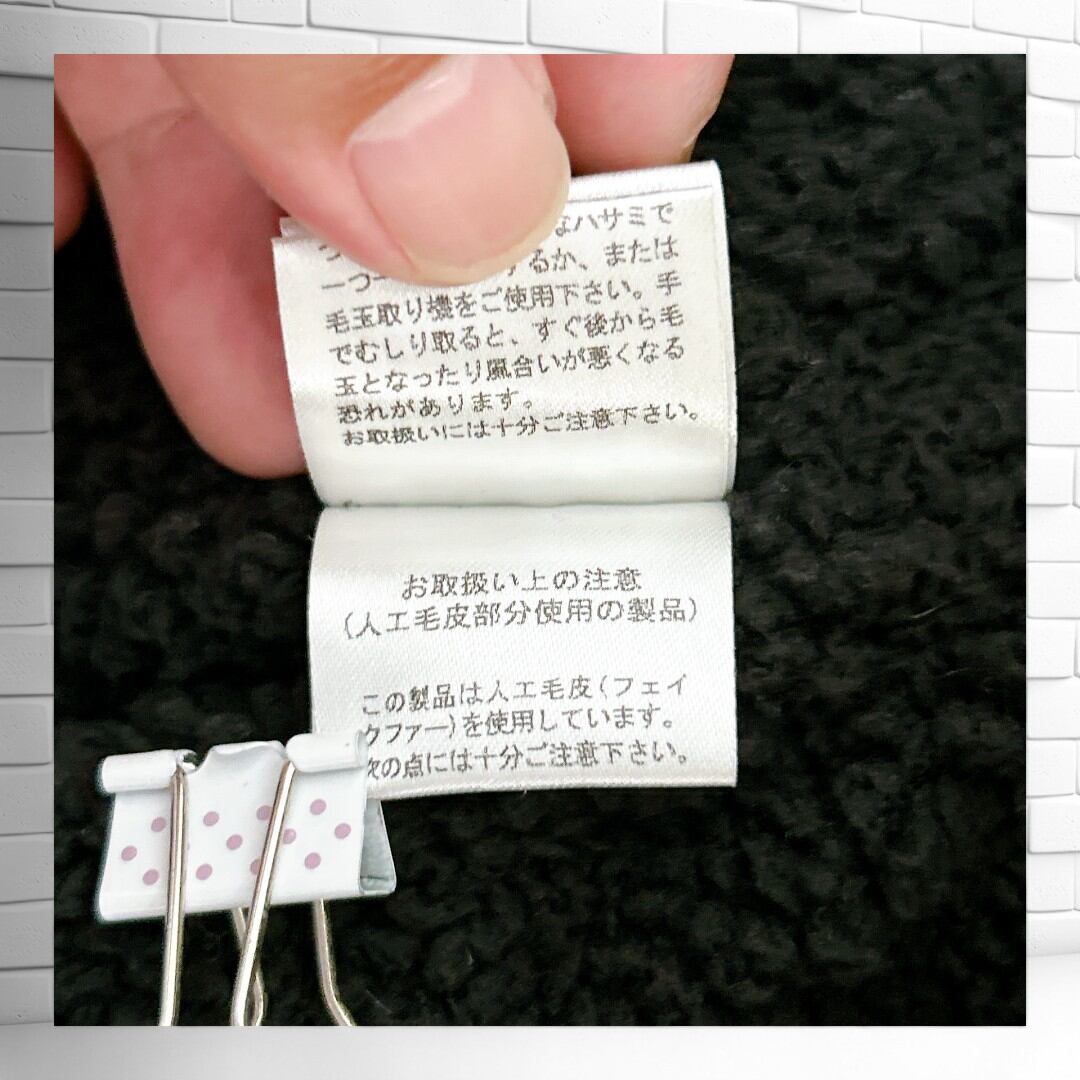 なハサミで
一つ一 するか、または
毛玉取り機をご使用下さい。手
でむしり取ると、すぐ後から毛
玉となったり風合いが悪くなる
恐れがあります。
お取扱いには十分ご注意下さい。
お取扱い上の注意
(人工毛皮部分使用の製品)
この製品は人工毛皮(フェイ
クファー)を使用しています。
次の点には十分ご注意下さい。